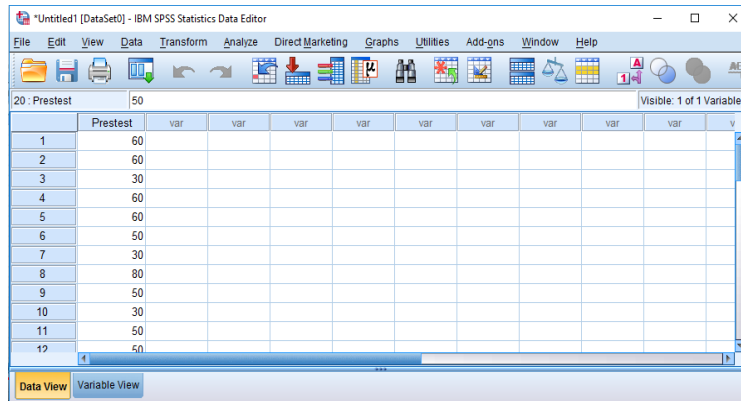 *Untitled1 [DataSet0] - IBM SPSS Statistics Data Editor
File Edit View Data Transform Analyze Direct Marketing Graphs Utilities Add-ons Window Help
20 : Prestest 50 Visible: 1 of 1 Variable
Prestest var var var var var var var var var v
1 60
2 60
3 30
4 60
5 60
6 50
7 30
8 80
9 50
10 30
11 50
12 50
Data View Variable View